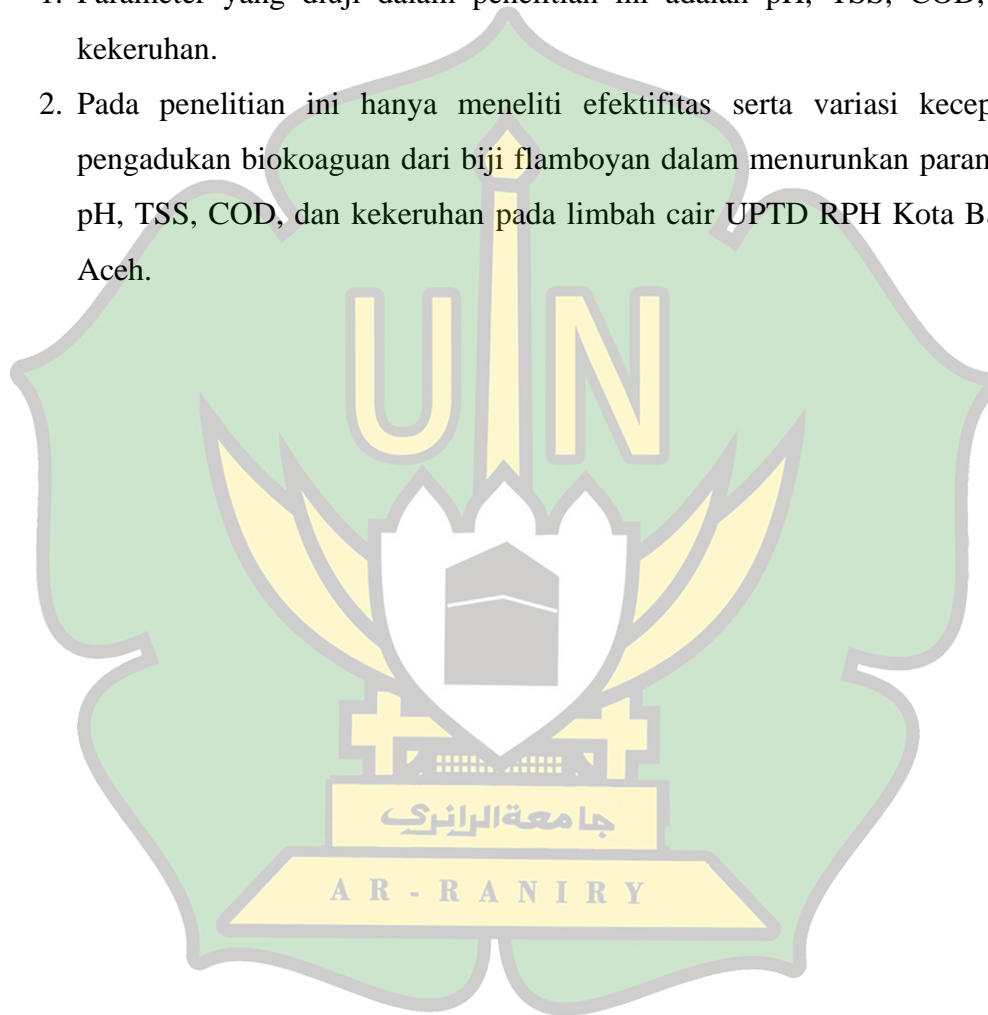 1. Parameter yang diuji dalam penelitian ini adalah pH, TSS, COD,
kekeruhan.
2. Pada penelitian ini hanya meneliti efektifitas serta variasi kecep
pengadukan biokoaguan dari biji flamboyan dalam menurunkan param
pH, TSS, COD, dan kekeruhan pada limbah cair UPTD RPH Kota B
Aceh.
UIN
جامعةالرانري
AR-RANIRY